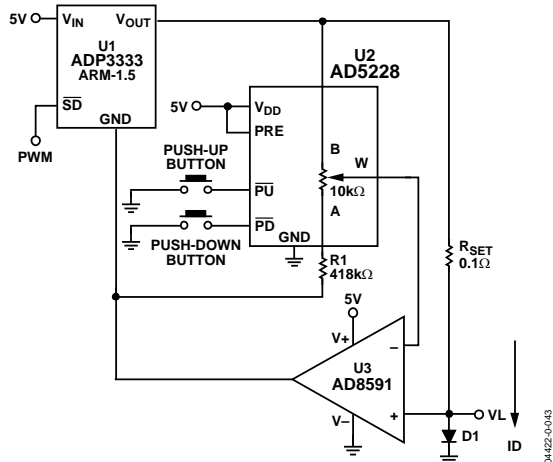 5V
VIN
VOUT
U1
ADP3333
ARM-1.5
SD
GND
PWM
U2
AD5228
5V
VDD
PRE
PUSH-UP
BUTTON
PU
PD
PUSH-DOWN
BUTTON
GND
B
W
10kΩ
A
R1
418kΩ
RSET
0.1Ω
5V
V+
U3
AD8591
V–
–
+
VL
D1
ID
04422-0-043